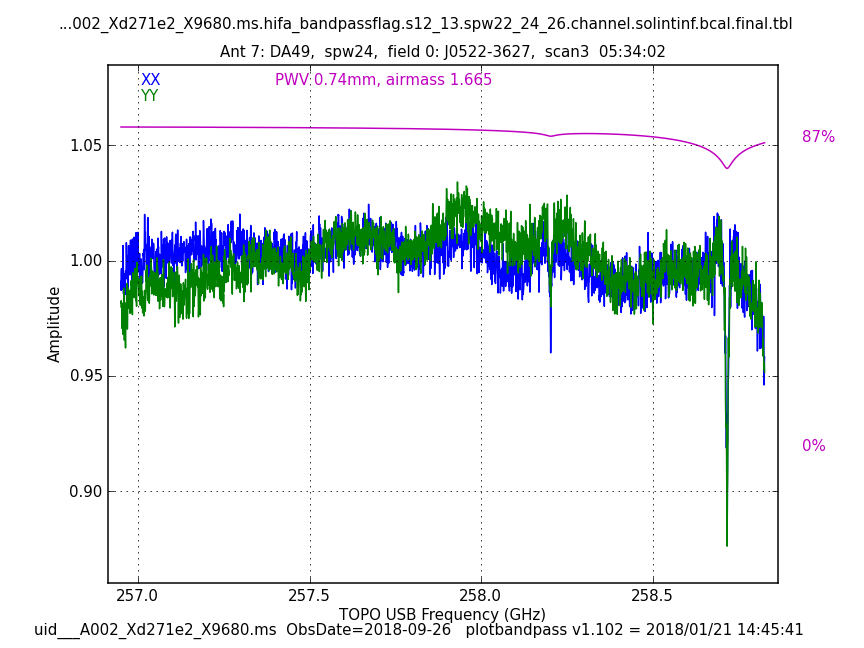 ...002_Xd271e2_X9680.ms.hifa_bandpassflag.s12_13.spw22_24_26.channel.solintinf.bcal.final.tbl
Ant 7: DA49,  spw24,  field 0: J0522-3627,  scan3  05:34:02
XX
PWV 0.74mm, airmass 1.665
YY
87%
1.05
1.00
0.95
0.90
0%
Amplitude
257.0
257.5
258.0
258.5
TOPO USB Frequency (GHz)
uid___A002_Xd271e2_X9680.ms  ObsDate=2018-09-26   plotbandpass v1.102 = 2018/01/21 14:45:41